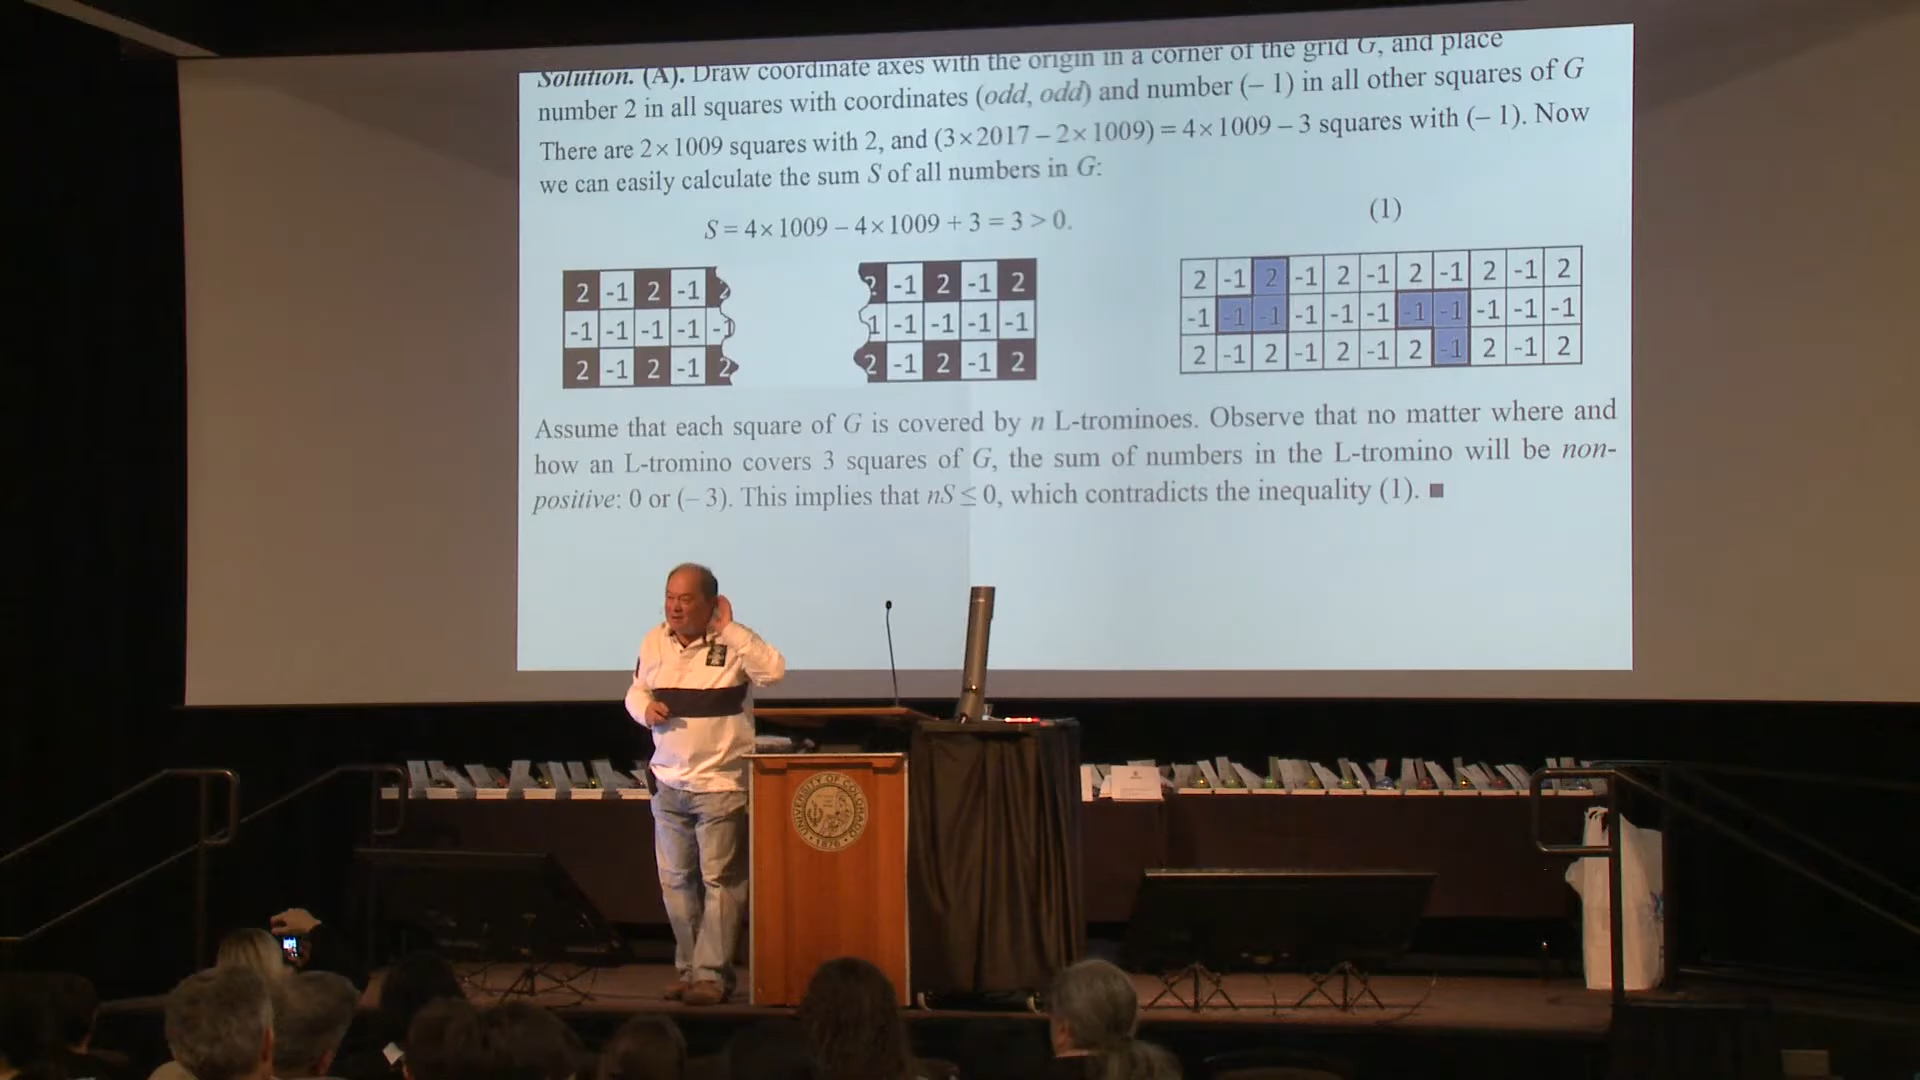 Solution. (A). Draw coordinate axes with the origin in a corner of the grid G, and place
number 2 in all squares with coordinates (odd, odd) and number (– 1) in all other squares of G
There are 2 × 1009 squares with 2, and (3 × 2017 – 2 × 1009) = 4 × 1009 – 3 squares with (– 1). Now
we can easily calculate the sum S of all numbers in G:
S = 4 × 1009 – 4 × 1009 + 3 = 3 > 0.
(1)
2 -1 2 -1 2
-1 -1 -1 -1 -1
2 -1 2 -1 2
2 -1 2 -1 2
1 -1 -1 -1 -1
2 -1 2 -1 2
2 -1 2 -1 2 -1 2 -1 2 -1 2
-1 -1 -1 -1 -1 -1 -1 -1 -1 -1 -1
2 -1 2 -1 2 -1 2 -1 2 -1 2
Assume that each square of G is covered by n L-trominoes. Observe that no matter where and
how an L-tromino covers 3 squares of G, the sum of numbers in the L-tromino will be non-
positive: 0 or (– 3). This implies that nS ≤ 0, which contradicts the inequality (1). ■
UNIVERSITY OF COLORADO
1876